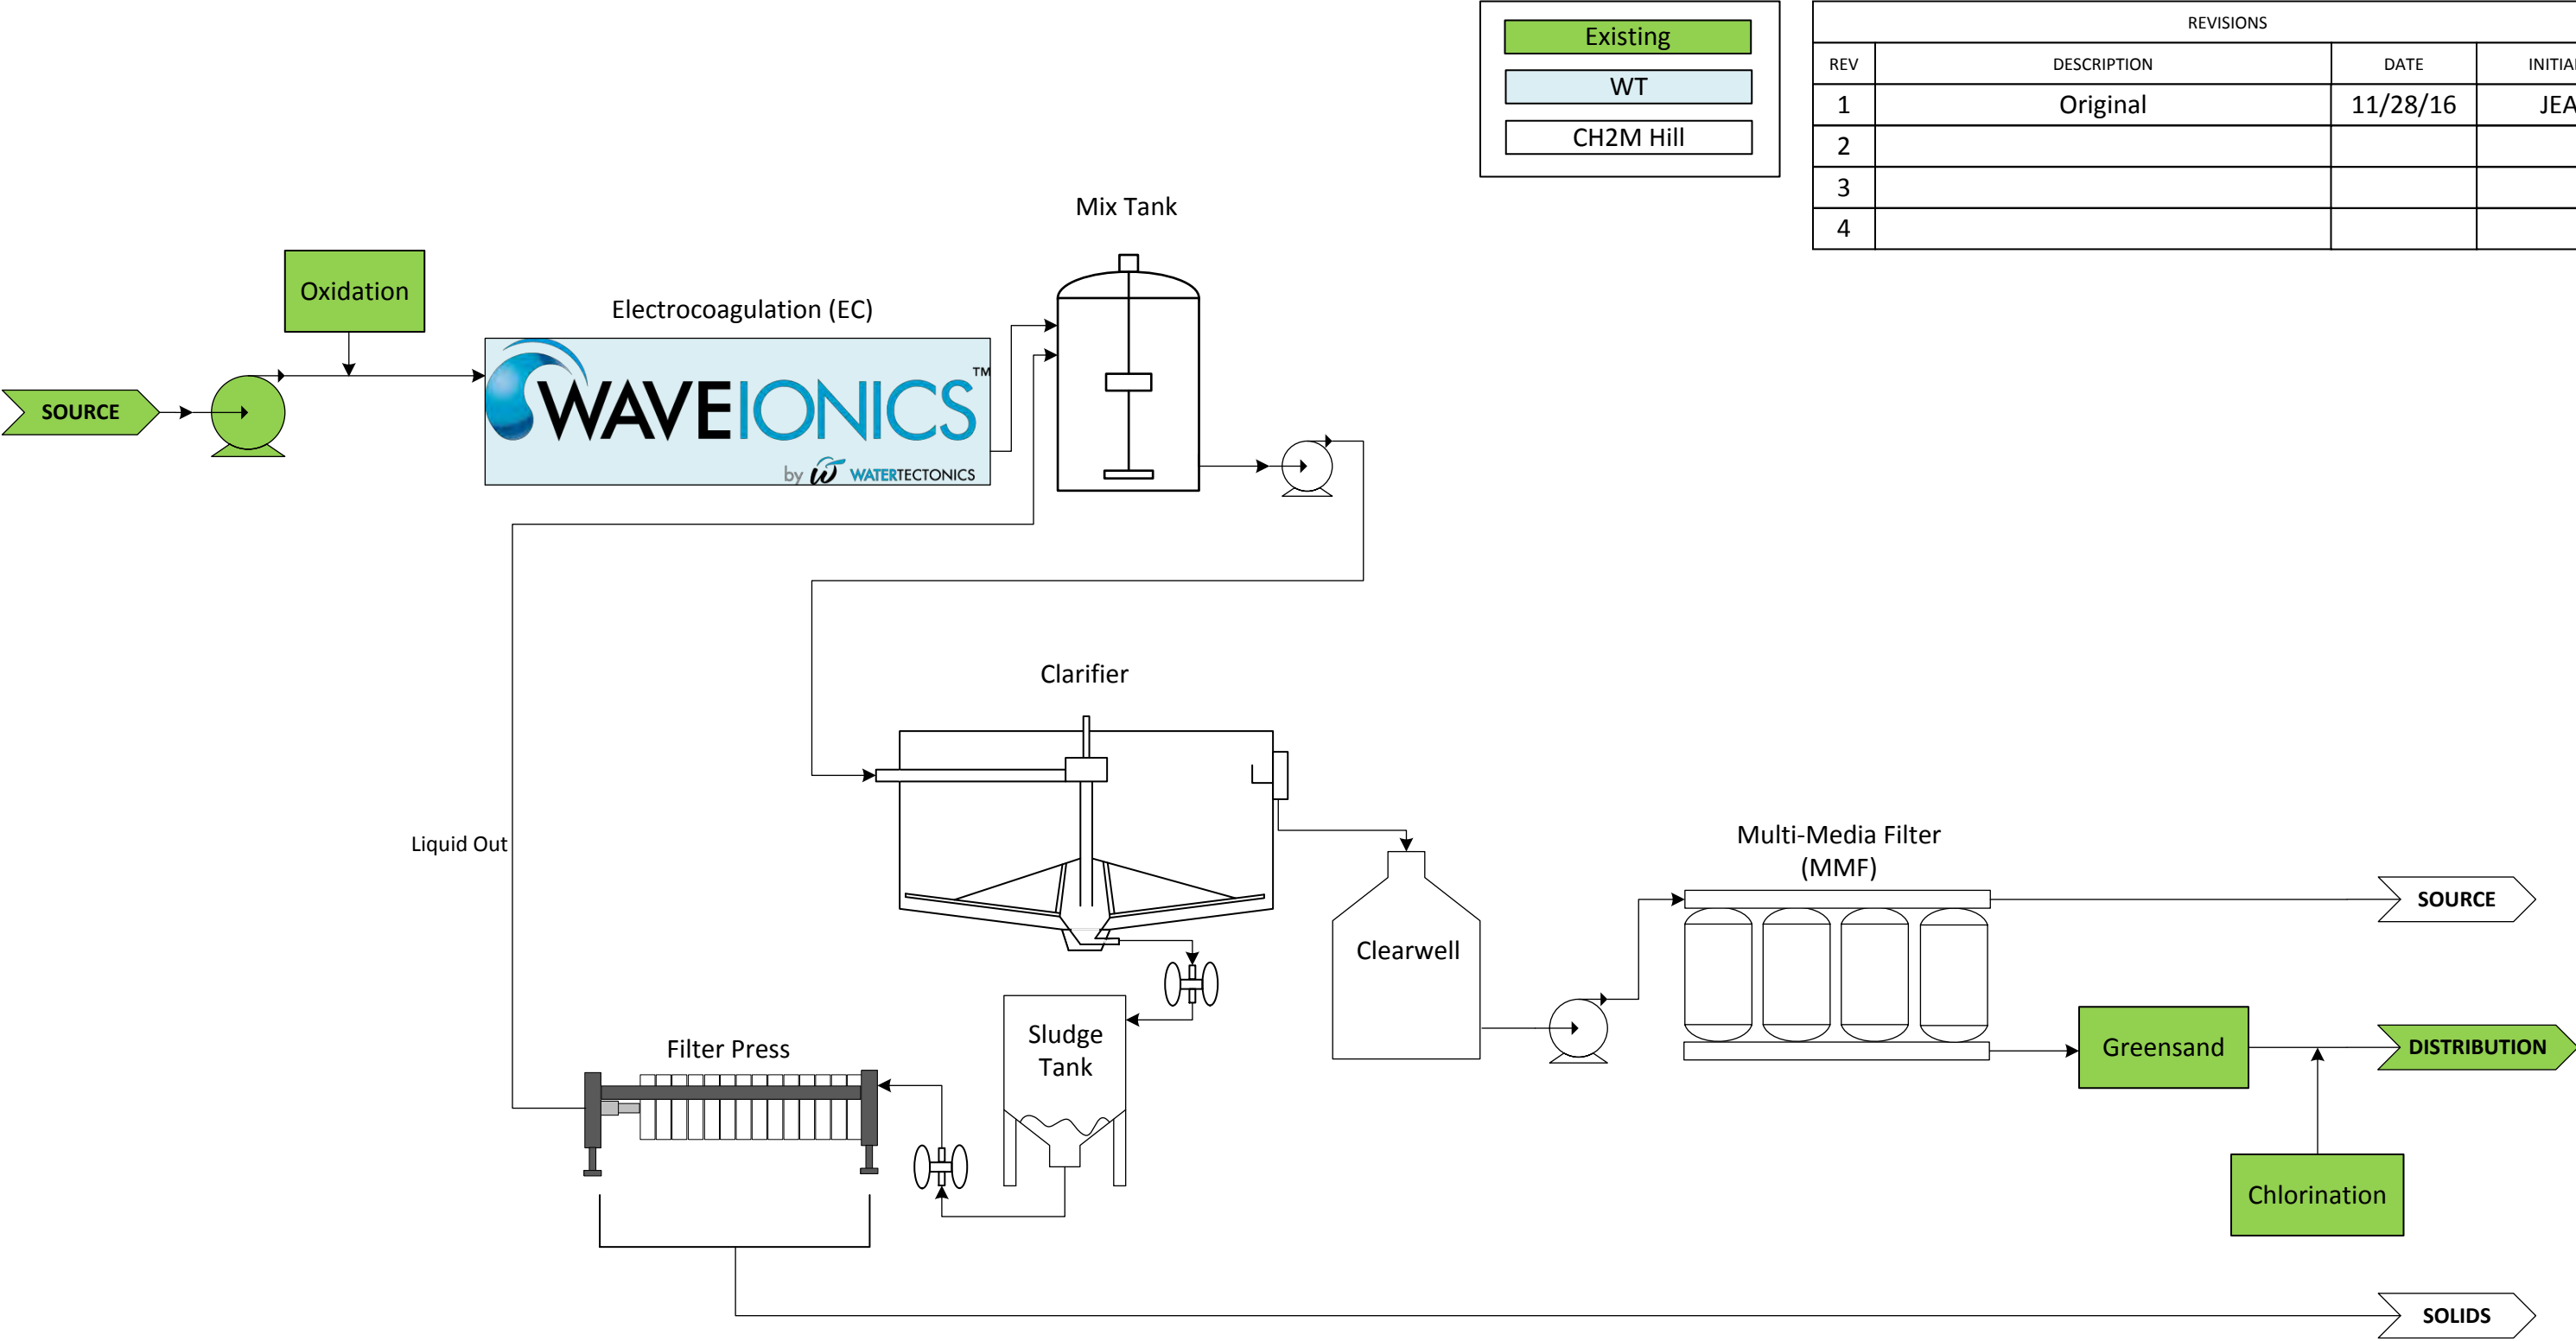 Existing
WT
CH2M Hill
REVISIONS
REV DESCRIPTION DATE
1 Original 11/28/16 JEA
2
3
4
Mix Tank
Oxidation
Electrocoagulation (EC)
SOURCE
WAVEIONICS™
by WATERTECTONICS
Clarifier
Liquid Out
Multi-Media Filter
(MMF)
SOURCE
Clearwell
Sludge
Tank
Filter Press
Greensand
DISTRIBUTION
Chlorination
SOLIDS